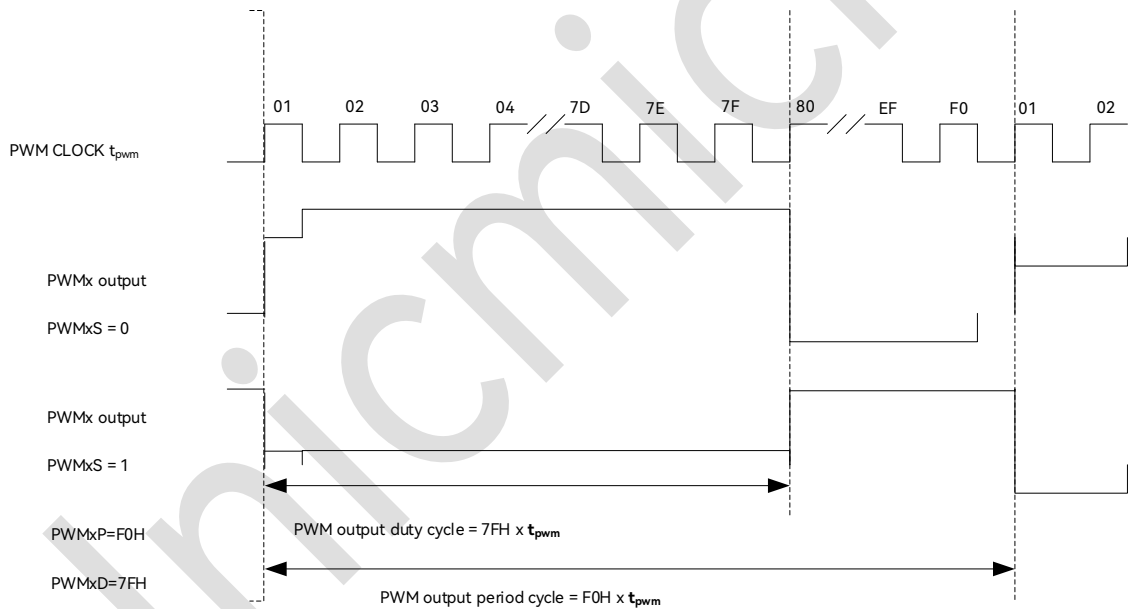 01 02 03 04 7D 7E 7F 80 EF F0 01 02
PWM CLOCK tpwm
PWMx output
PWMxS = 0
PWMx output
PWMxS = 1
PWMxP=F0H
PWM output duty cycle = 7FH x tpwm
PWMxD=7FH
PWM output period cycle = F0H x tpwm